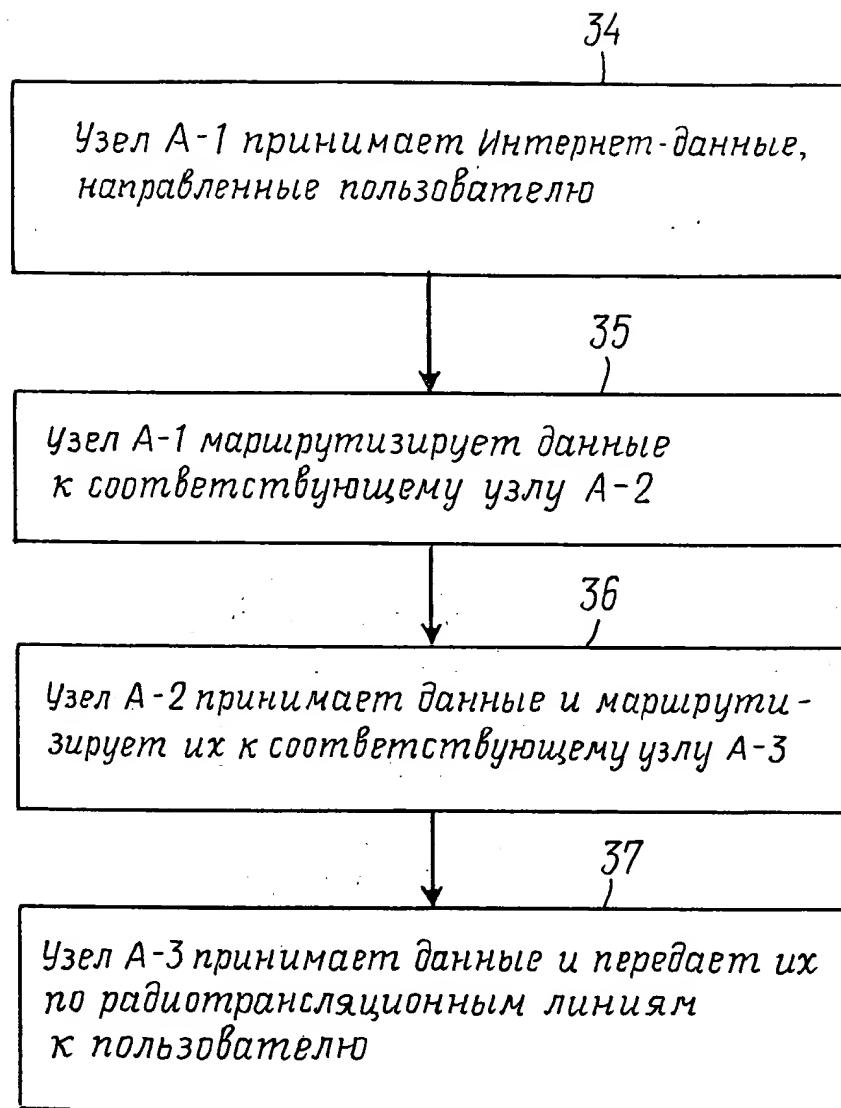 34
Узел А-1 принимает Интернет-данные,
направленные пользователю
35
Узел А-1 маршрутизирует данные
к соответствующему узлу А-2
36
Узел А-2 принимает данные и маршрути-
зирует их к соответствующему узлу А-3
37
Узел А-3 принимает данные и передает их
по радиотрансляционным линиям
к пользователю